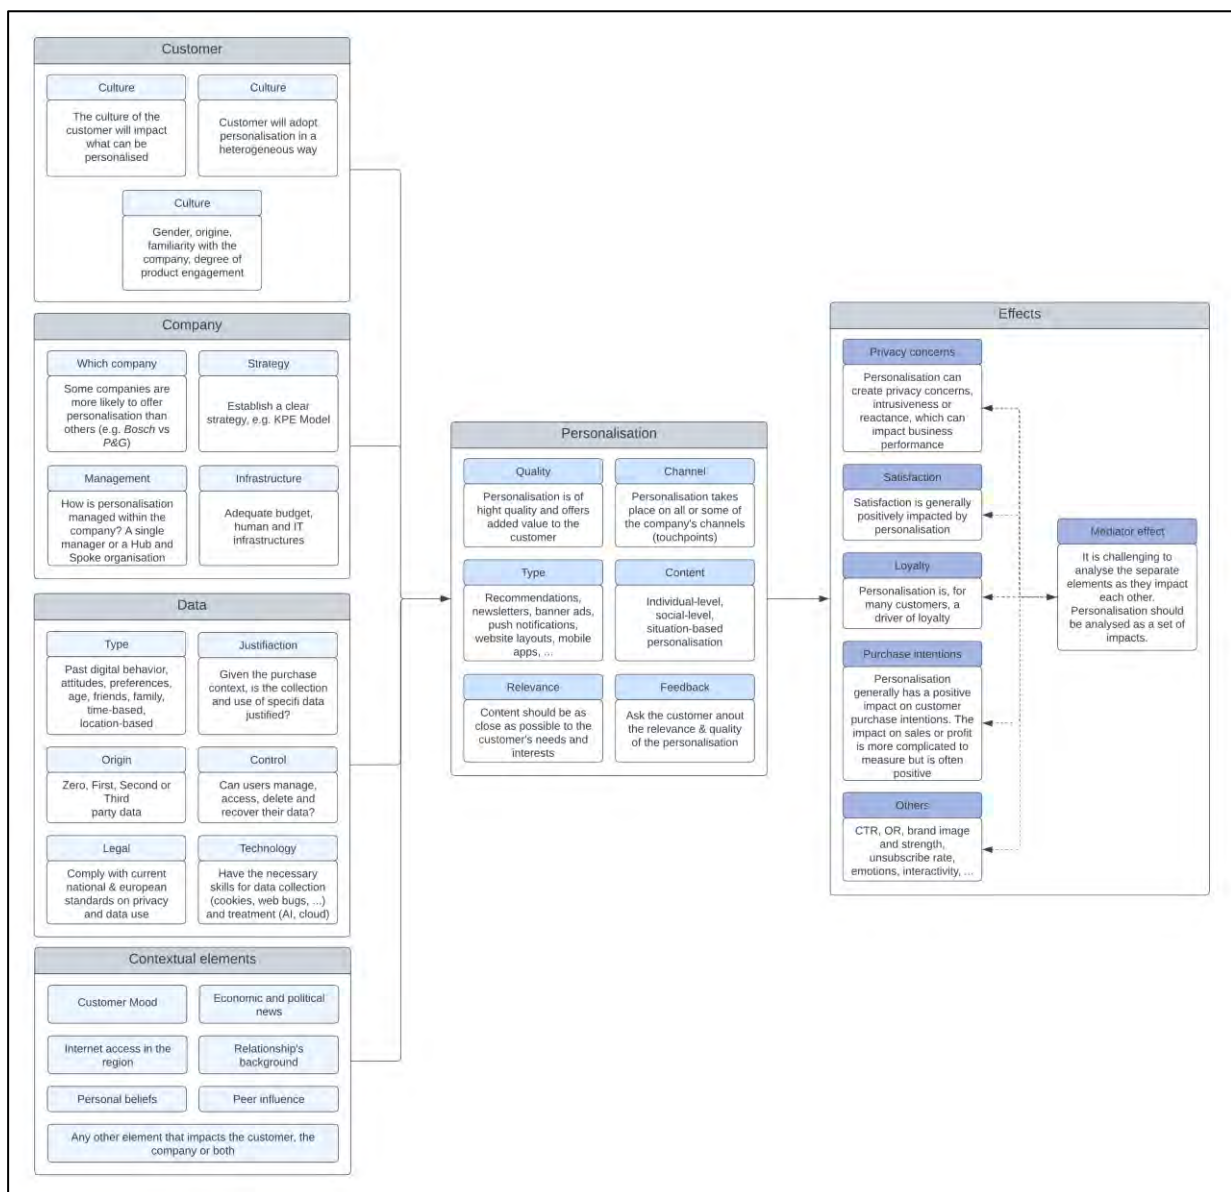 Customer
Culture
The culture of the
customer will impact
what can be
personalised
Culture
Customer will adopt
personalisation in a
heterogeneous way
Culture
Gender, origine,
familiarity with the
company, degree of
product engagement
Company
Which company
Some companies are
more likely to offer
personalisation than
others (e.g. Bosch vs
P&G)
Strategy
Establish a clear
strategy, e.g. KPE Model
Management
How is personalisation
managed within the
company? A single
manager or a Hub and
Spoke organisation
Infrastructure
Adequate budget,
human and IT
infrastructures
Data
Type
Past digital behavior,
attitudes, preferences,
age, friends, family,
time-based,
location-based
Justifiaction
Given the purchase
context, is the collection
and use of specifi data
justified?
Origin
Zero, First, Second or
Third
party data
Control
Can users manage,
access, delete and
recover their data?
Legal
Comply with current
national & european
standards on privacy
and data use
Technology
Have the necessary
skills for data collection
(cookies, web bugs, ...)
and treatment (AI, cloud)
Contextual elements
Customer Mood
Economic and political
news
Internet access in the
region
Relationship's
background
Personal beliefs
Peer influence
Any other element that impacts the customer, the
company or both
Personalisation
Quality
Personalisation is of
hight quality and offers
added value to the
customer
Channel
Personalisation takes
place on all or some of
the company's channels
(touchpoints)
Type
Recommendations,
newsletters, banner ads,
push notifications,
website layouts, mobile
apps, ...
Content
Individual-level,
social-level,
situation-based
personalisation
Relevance
Content should be as
close as possible to the
customer's needs and
interests
Feedback
Ask the customer anout
the relevance & quality
of the personalisation
Effects
Privacy concerns
Personalisation can
create privacy concerns,
intrusiveness or
reactance, which can
impact business
performance
Satisfaction
Satisfaction is generally
positively impacted by
personalisation
Loyalty
Personalisation is, for
many customers, a
driver of loyalty
Purchase intentions
Personalisation
generally has a positive
impact on customer
purchase intentions. The
impact on sales or profit
is more complicated to
measure but is often
positive
Others
CTR, OR, brand image
and strength,
unsubscribe rate,
emotions, interactivity, ...
Mediator effect
It is challenging to
analyse the separate
elements as they impact
each other.
Personalisation should
be analysed as a set of
impacts.